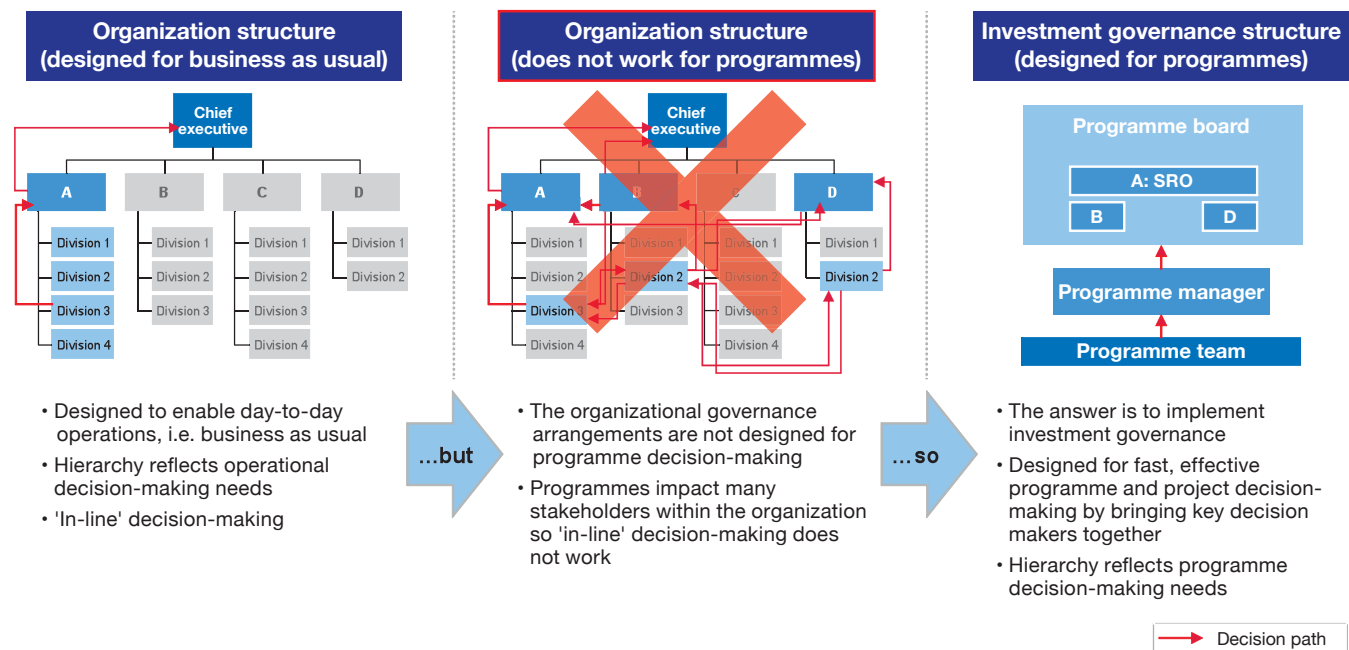 Organization structure
(designed for business as usual)
Chief
executive
A
B
C
D
Division 1
Division 2
Division 3
Division 4
Division 1
Division 2
Division 3
Division 1
Division 2
Division 3
Division 4
Division 1
Division 2
• Designed to enable day-to-day
operations, i.e. business as usual
• Hierarchy reflects operational
decision-making needs
• 'In-line' decision-making
...but
Organization structure
(does not work for programmes)
Chief
executive
A
B
C
D
Division 1
Division 2
Division 3
Division 4
Division 1
Division 2
Division 3
Division 1
Division 2
Division 3
Division 4
Division 1
Division 2
• The organizational governance
arrangements are not designed for
programme decision-making
• Programmes impact many
stakeholders within the organization
so 'in-line' decision-making does
not work
...so
Investment governance structure
(designed for programmes)
Programme board
A: SRO
B
D
Programme manager
Programme team
• The answer is to implement
investment governance
• Designed for fast, effective
programme and project decision-
making by bringing key decision
makers together
• Hierarchy reflects programme
decision-making needs
Decision path